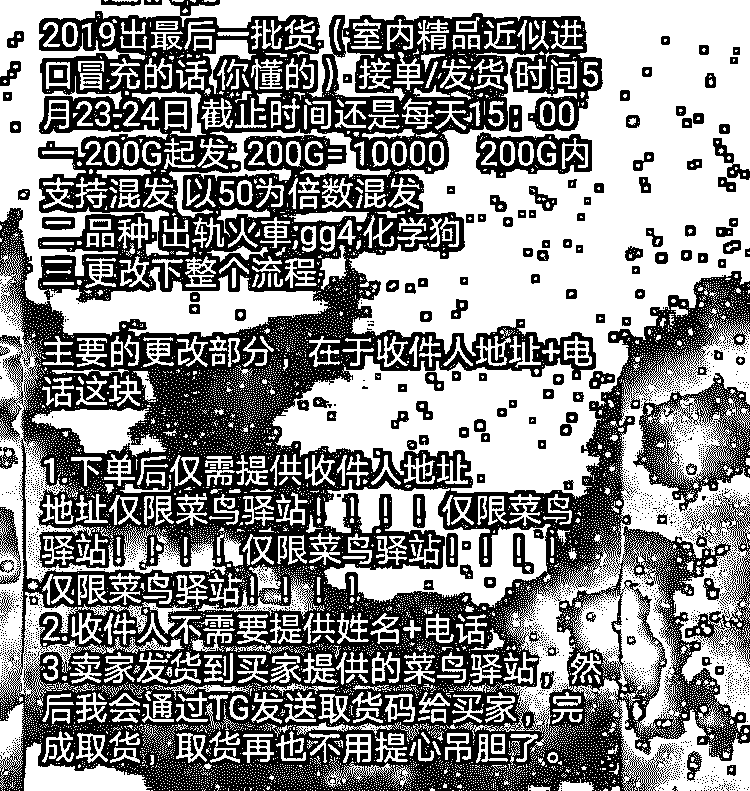 2019出最后一批货.(室内精品近似进
口冒充的话,你懂的).接单/发货 时间5
月23-24日 截止时间还是每天15：00
一.200G起发. 200G= 10000 200G内
支持混发 以50为倍数混发
二.品种 出轨火車,gg4,化学狗
三.更改下整个流程,
主要的更改部分，在于收件人地址+电
话这块
1.下单后仅需提供收件人地址.
地址仅限菜鸟驿站！！！！仅限菜鸟
驿站！！！！仅限菜鸟驿站！！！！
仅限菜鸟驿站！！！！
2.收件人不需要提供姓名+电话
3.卖家发货到买家提供的菜鸟驿站，然
后我会通过TG发送取货码给买家，完
成取货，取货再也不用提心吊胆了。